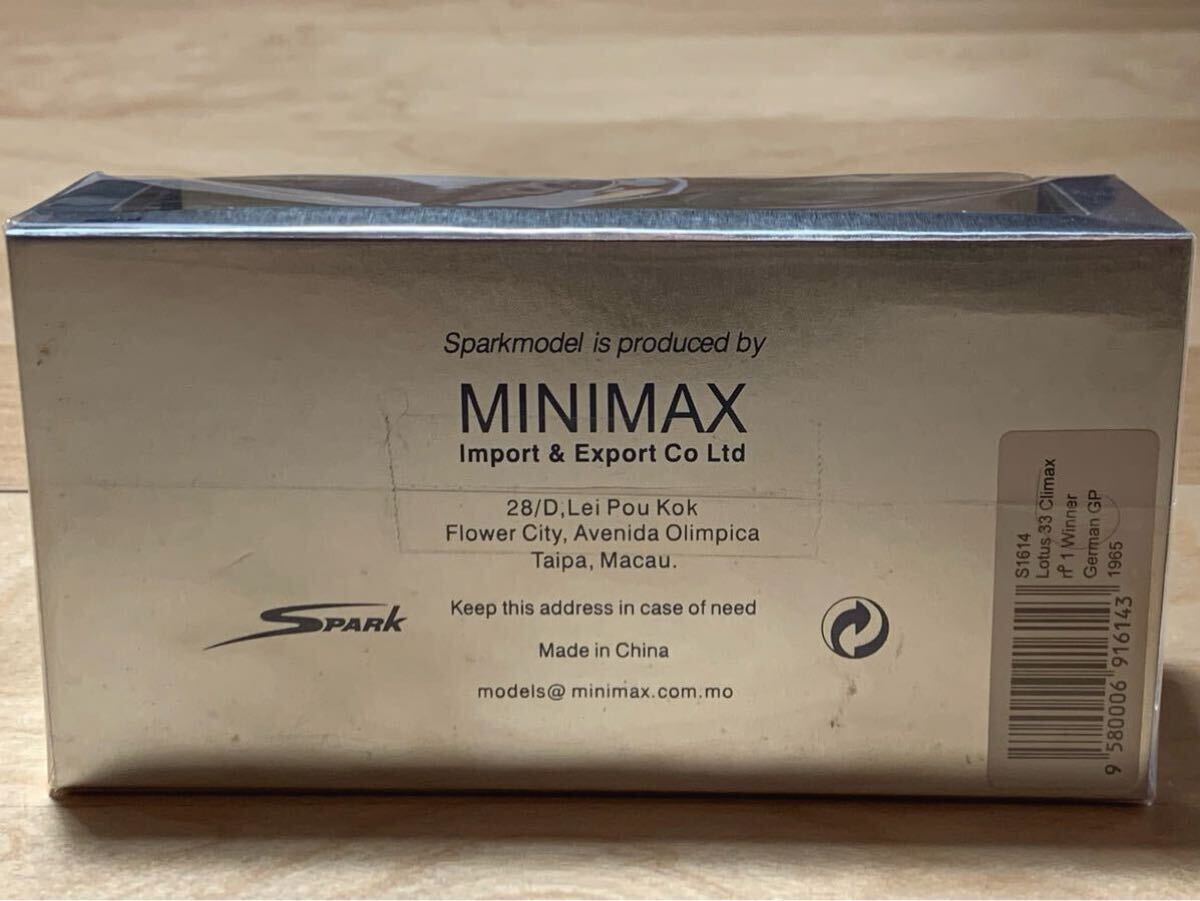 Sparkmodel is produced by
MINIMAX
Import & Export Co Ltd
28/D,Lei Pou Kok
Flower City, Avenida Olimpica
Taipa, Macau.
SPARK
Keep this address in case of need
Made in China
models@ minimax.com.mo
S1614
Lotus 33 Climax
nº 1 Winner
German GP
1965
9 580006 916143